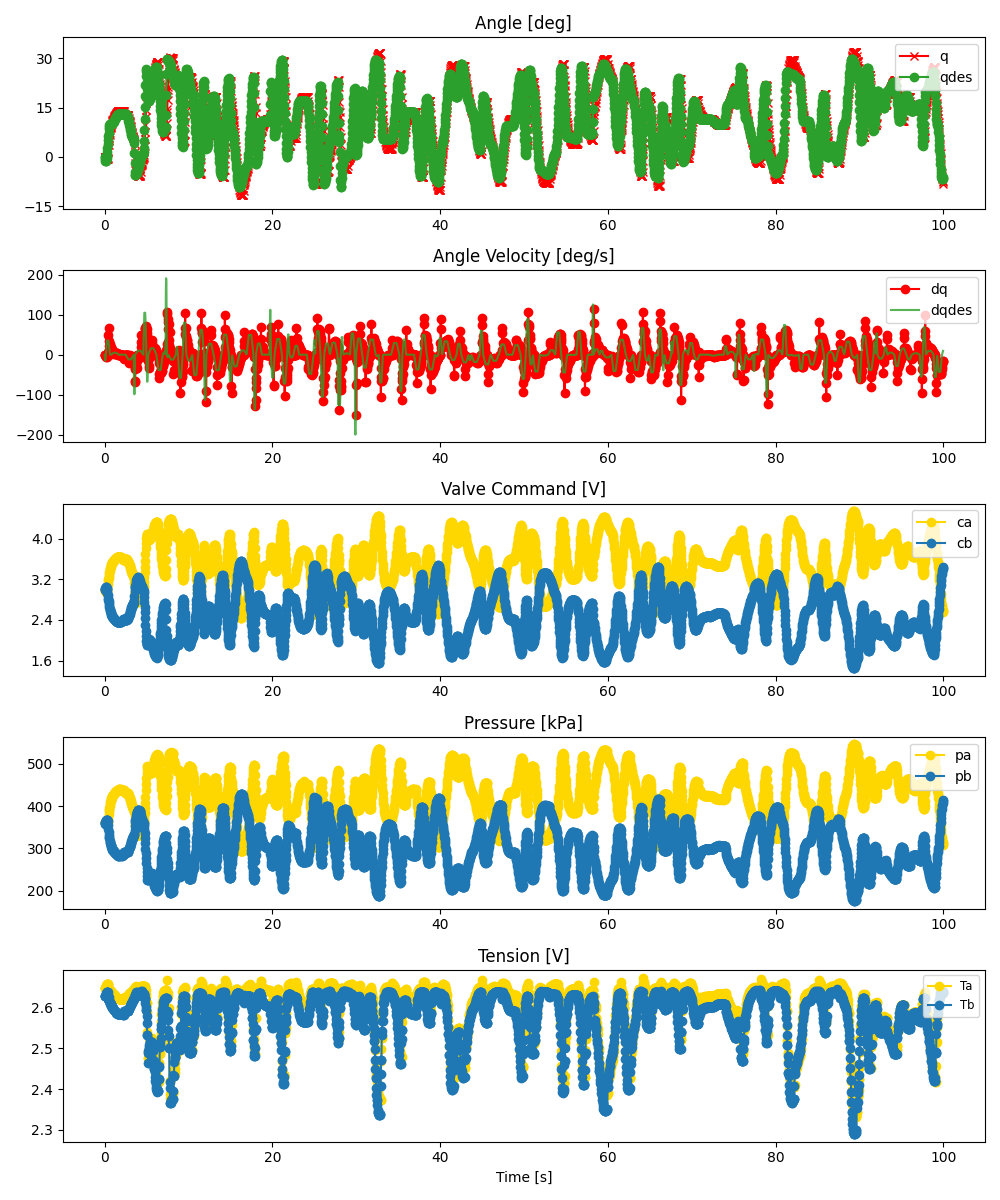 Angle [deg]
30
15
0
−15
q
qdes
0 20 40 60 80 100
Angle Velocity [deg/s]
200
100
0
−100
−200
dq
dqdes
0 20 40 60 80 100
Valve Command [V]
4.0
3.2
2.4
1.6
ca
cb
0 20 40 60 80 100
Pressure [kPa]
500
400
300
200
pa
pb
0 20 40 60 80 100
Tension [V]
2.6
2.5
2.4
2.3
Ta
Tb
0 20 40 60 80 100
Time [s]